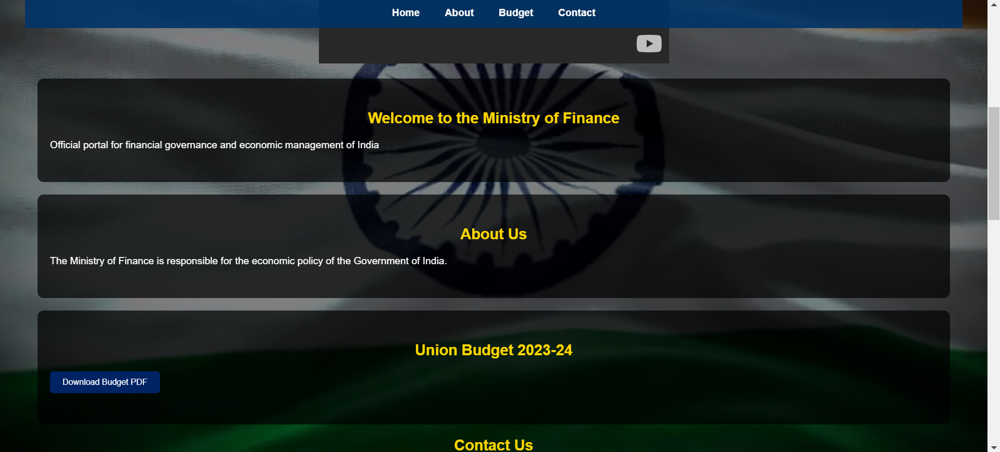 Home About Budget Contact
Welcome to the Ministry of Finance
Official portal for financial governance and economic management of India
About Us
The Ministry of Finance is responsible for the economic policy of the Government of India.
Union Budget 2023-24
Download Budget PDF
Contact Us